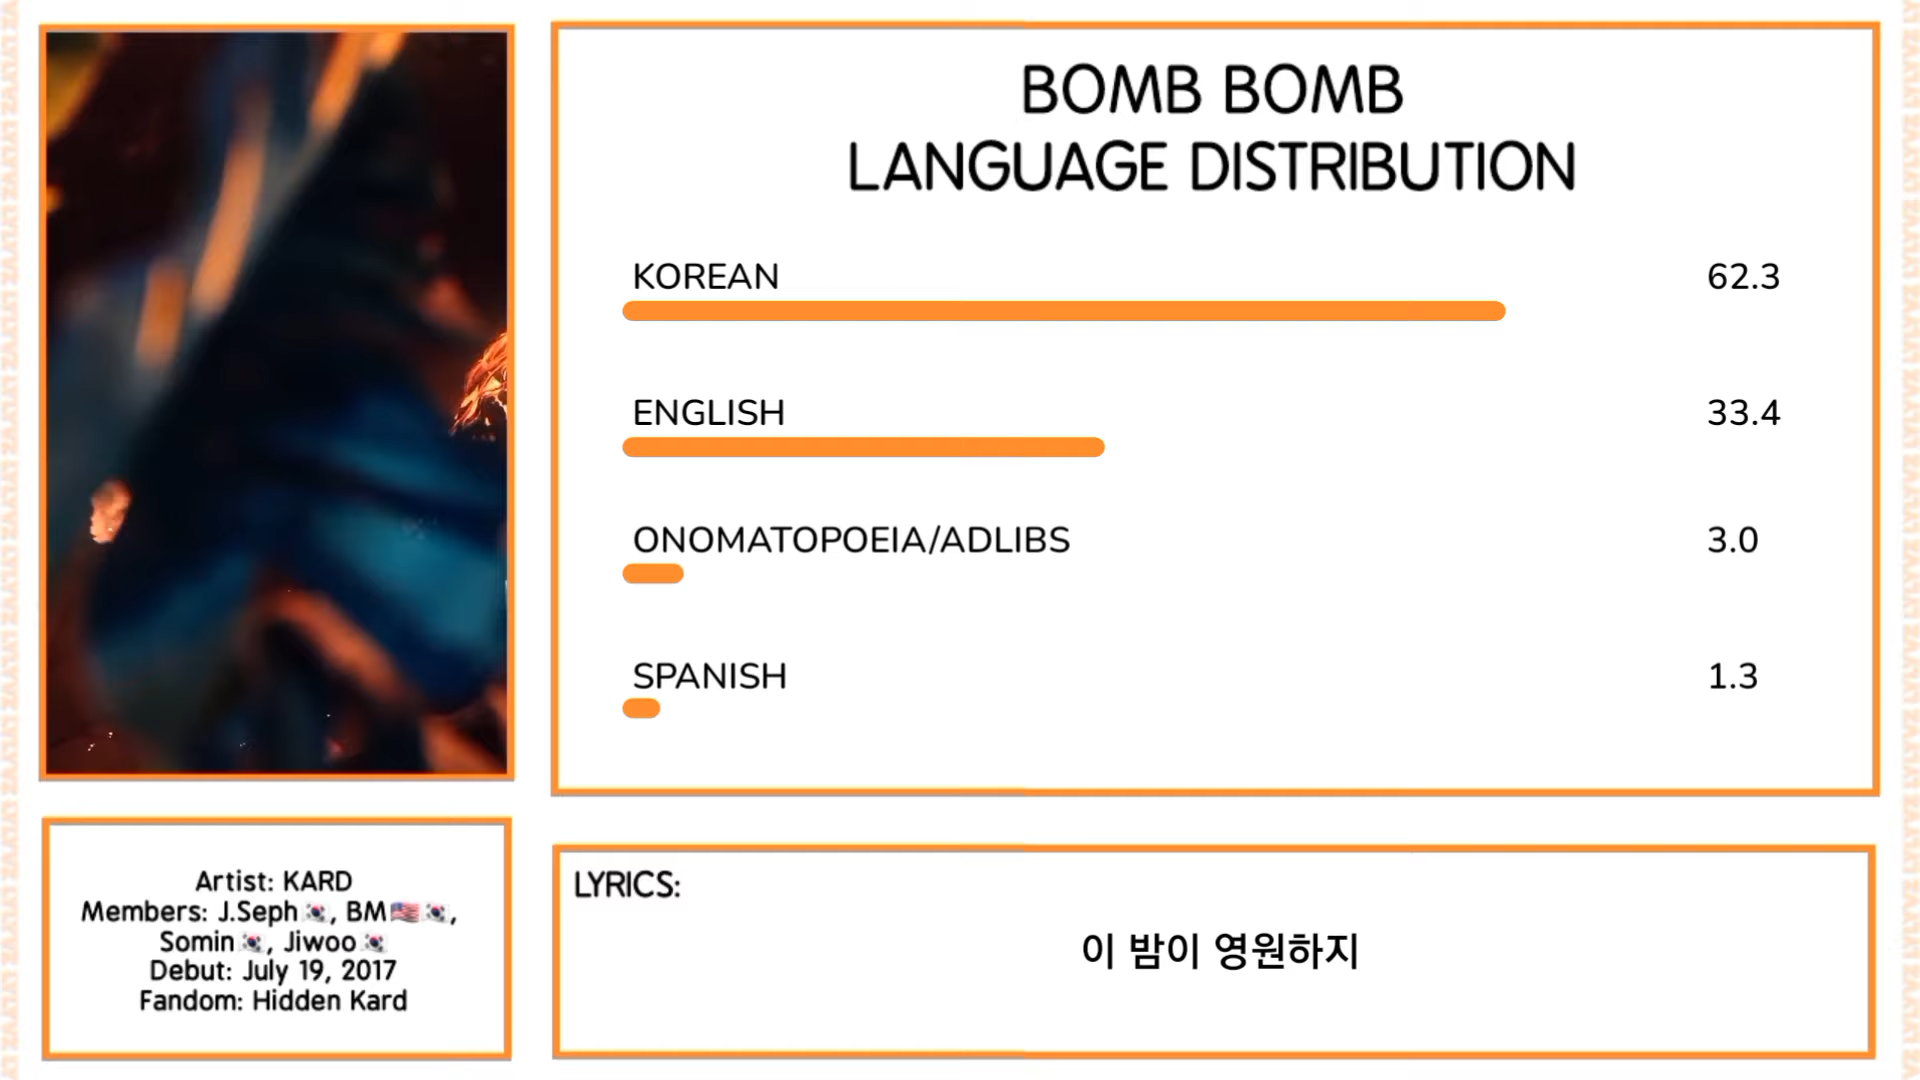 BOMB BOMB
LANGUAGE DISTRIBUTION
KOREAN 62.3
ENGLISH 33.4
ONOMATOPOEIA/ADLIBS 3.0
SPANISH 1.3
Artist: KARD
Members: J.Seph🇰🇷, BM🇺🇸🇰🇷,
Somin🇰🇷, Jiwoo🇰🇷
Debut: July 19, 2017
Fandom: Hidden Kard
LYRICS:
이 밤이 영원하지